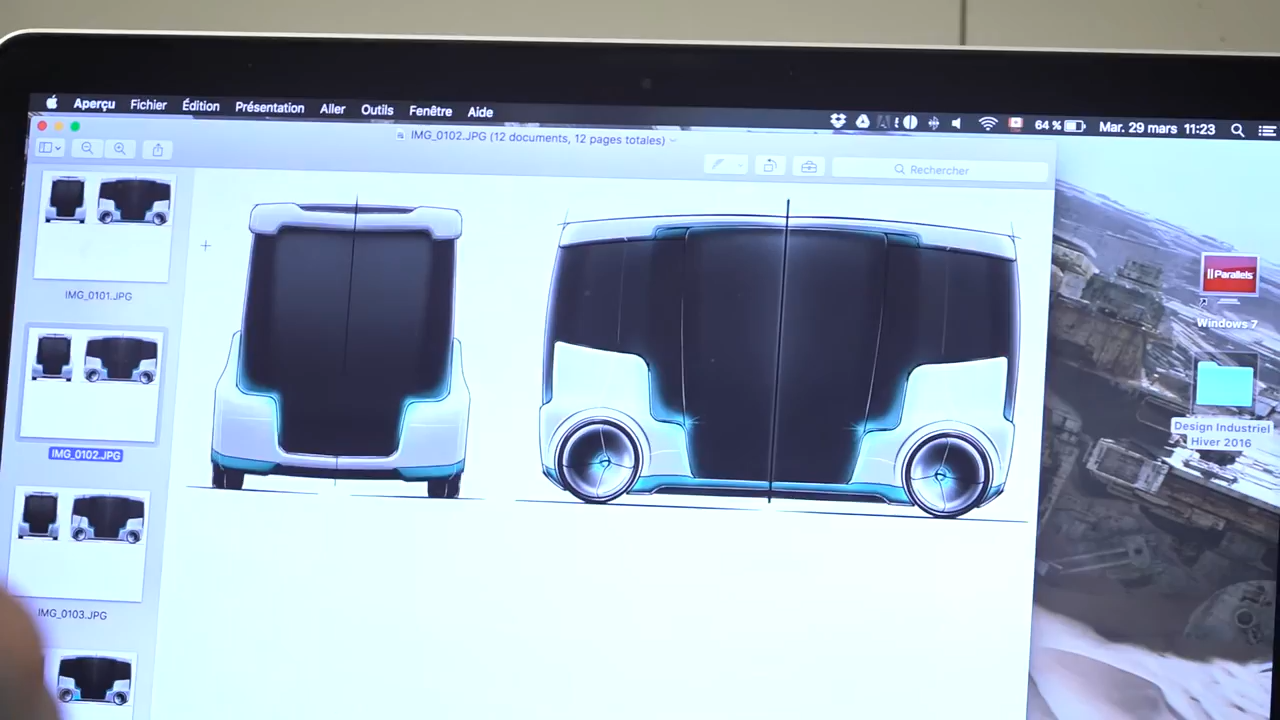 Aperçu Fichier Édition Présentation Aller Outils Fenêtre Aide
64 % Mar. 29 mars 11:23
IMG_0102.JPG (12 documents, 12 pages totales)
Rechercher
IMG_0101.JPG
IMG_0102.JPG
IMG_0103.JPG
Parallels
Windows 7
Design Industriel
Hiver 2016